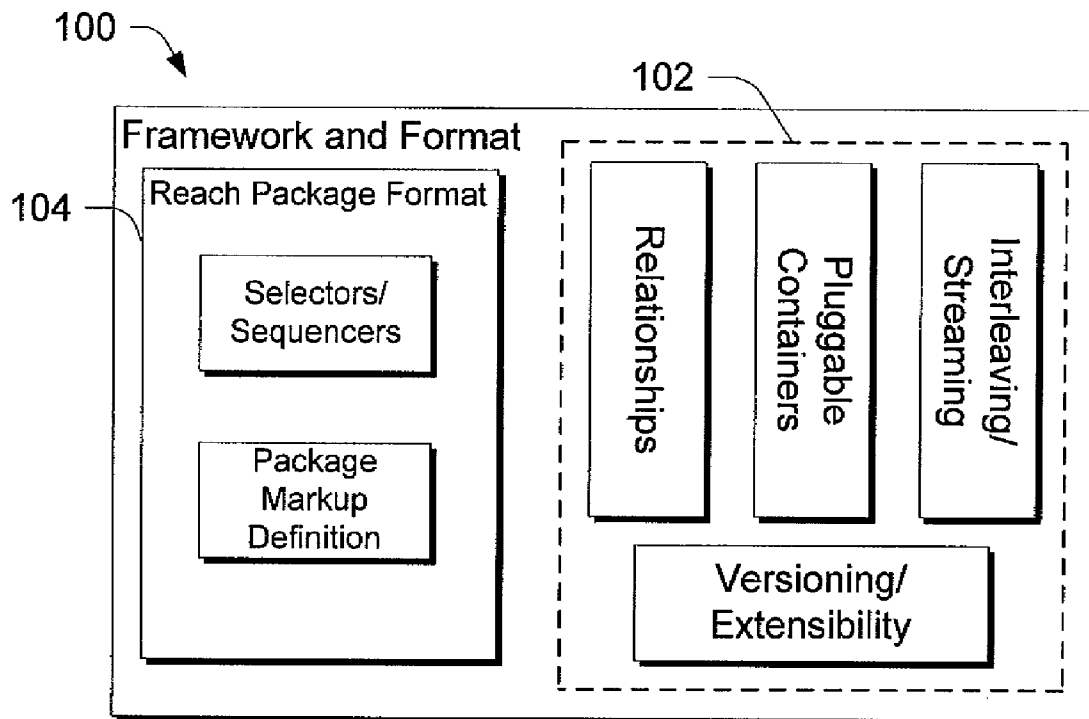 100
102
Framework and Format
104
Reach Package Format
Selectors/
Sequencers
Package
Markup
Definition
Relationships
Pluggable
Containers
Interleaving/
Streaming
Versioning/
Extensibility